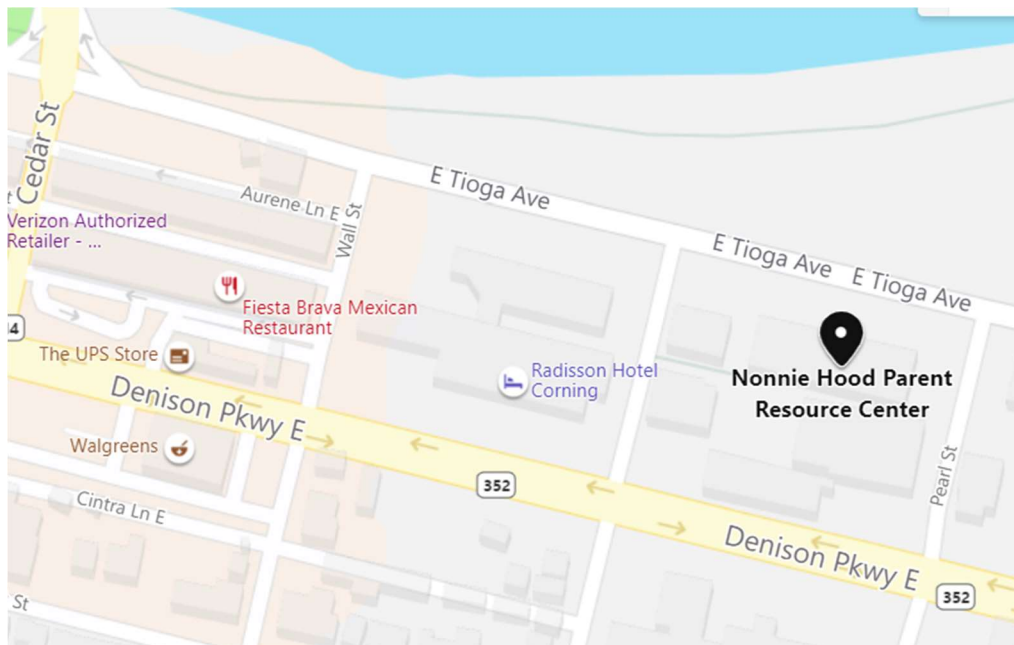 Cedar St
E Tioga Ave
Aurene Ln E
Wall St
Verizon Authorized
Retailer - ...
E Tioga Ave
E Tioga Ave
Fiesta Brava Mexican
Restaurant
The UPS Store
Radisson Hotel
Corning
Nonnie Hood Parent
Resource Center
Denison Pkwy E
Walgreens
Pearl St
352
Cintra Ln E
Denison Pkwy E
352
St